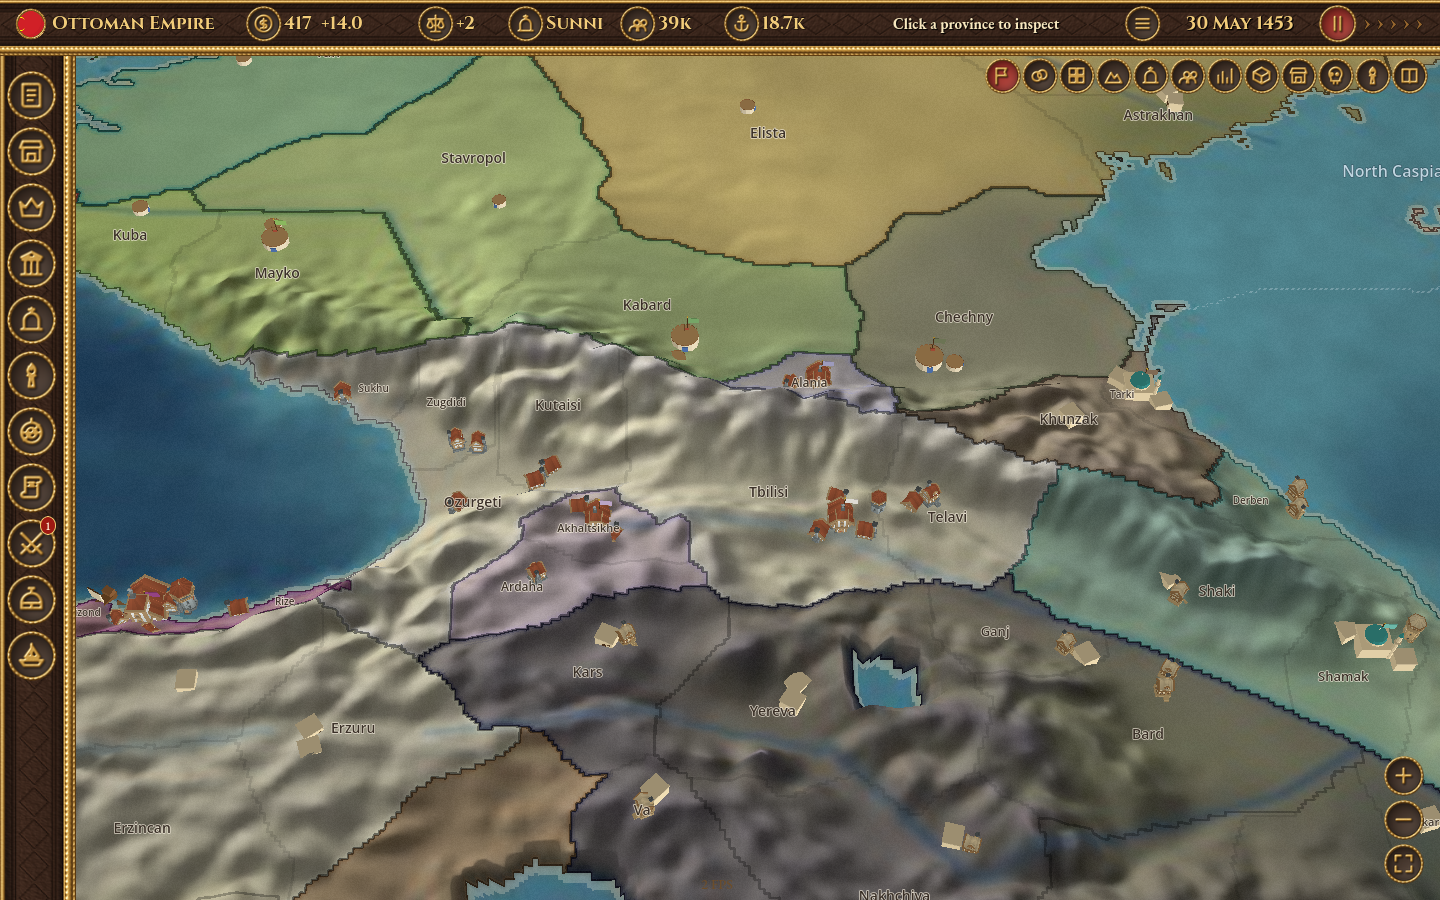 OTTOMAN EMPIRE 417 +14.0 +2 SUNNI 39K 18.7K Click a province to inspect 30 MAY 1453
Astrakhan
Elista
Stavropol
North Caspia
Kuba
Mayko
Kabard
Chechny
Alania
Sukhu
Tarki
Zugdidi
Kutaisi
Khunzak
Tbilisi
Ozurgeti
Derben
Telavi
Akhaltsikhe
1
Ardaha
Shaki
Rize
zond
Ganj
Kars
Shamak
Yereva
Erzuru
Bard
Va
kar
Erzincan
Nakhchiva